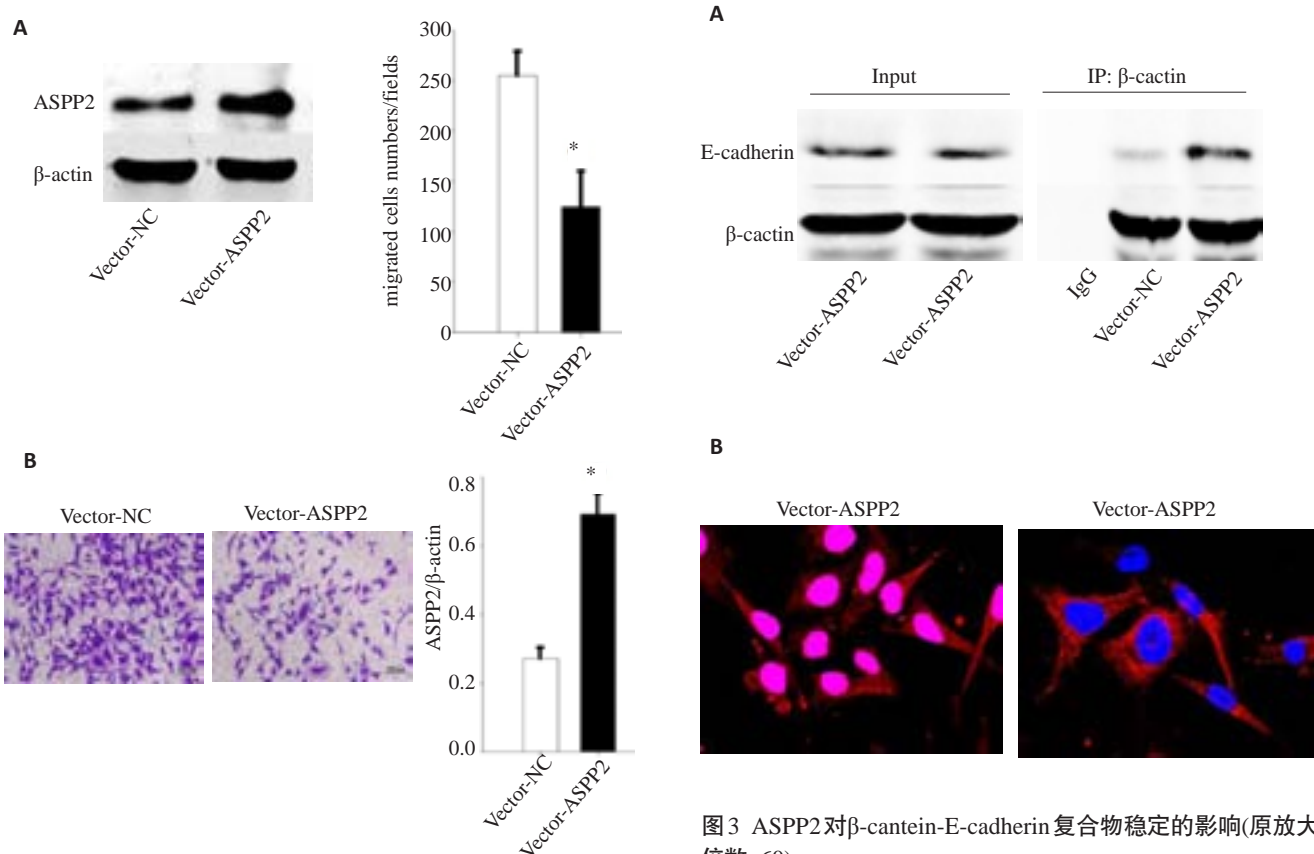 A
ASPP2
β-actin
Vector-NC
Vector-ASPP2
300
250
200
150
100
50
0
migrated cells numbers/fields
*
Vector-NC
Vector-ASPP2
B
Vector-NC
Vector-ASPP2
0.8
0.6
0.4
0.2
0.0
ASPP2/β-actin
*
Vector-NC
Vector-ASPP2
A
Input
IP: β-cactin
E-cadherin
β-cactin
Vector-ASPP2
Vector-ASPP2
IgG
Vector-NC
Vector-ASPP2
B
Vector-ASPP2
Vector-ASPP2
图3 ASPP2对β-cantein-E-cadherin复合物稳定的影响(原放大